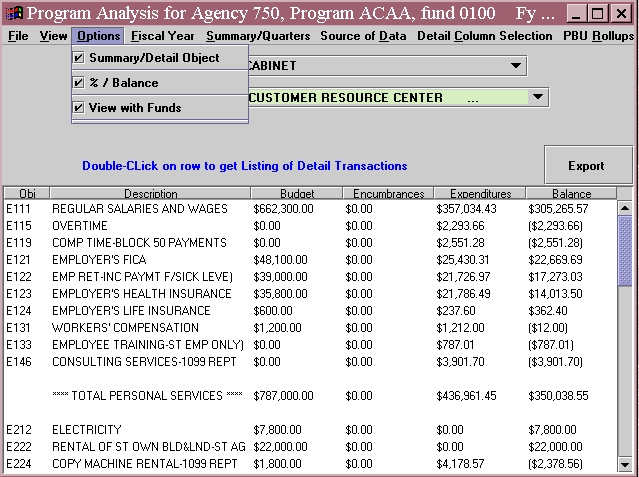 Program Analysis for Agency 750, Program ACAA, fund 0100 Fy ...
File View Options Fiscal Year Summary/Quarters Source of Data Detail Column Selection PBU Rollups
Summary/Detail Object
% / Balance
View with Funds
CABINET
CUSTOMER RESOURCE CENTER ...
Double-CLick on row to get Listing of Detail Transactions
Export
Obj Description Budget Encumbrances Expenditures Balance
E111 REGULAR SALARIES AND WAGES $662,300.00 $0.00 $357,034.43 $305,265.57
E115 OVERTIME $0.00 $0.00 $2,293.66 ($2,293.66)
E119 COMP TIME-BLOCK 50 PAYMENTS $0.00 $0.00 $2,551.28 ($2,551.28)
E121 EMPLOYER'S FICA $48,100.00 $0.00 $25,430.31 $22,669.69
E122 EMP RET-INC PAYMT F/SICK LEVE) $39,000.00 $0.00 $21,726.97 $17,273.03
E123 EMPLOYER'S HEALTH INSURANCE $35,800.00 $0.00 $21,786.49 $14,013.50
E124 EMPLOYER'S LIFE INSURANCE $600.00 $0.00 $237.60 $362.40
E131 WORKERS' COMPENSATION $1,200.00 $0.00 $1,212.00 ($12.00)
E133 EMPLOYEE TRAINING-ST EMP ONLY) $0.00 $0.00 $787.01 ($787.01)
E146 CONSULTING SERVICES-1099 REPT $0.00 $0.00 $3,901.70 ($3,901.70)
**** TOTAL PERSONAL SERVICES **** $787,000.00 $0.00 $436,961.45 $350,038.55
E212 ELECTRICITY $7,800.00 $0.00 $0.00 $7,800.00
E222 RENTAL OF ST OWN BLD&LND-ST AG $22,000.00 $0.00 $0.00 $22,000.00
E224 COPY MACHINE RENTAL-1099 REPT $1,800.00 $0.00 $4,178.57 ($2,378.56)